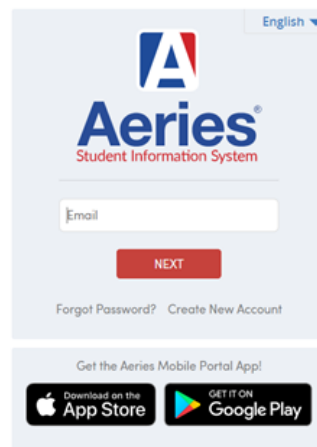 English
Aeries®
Student Information System
Email
NEXT
Forgot Password? Create New Account
Get the Aeries Mobile Portal App!
Download on the
App Store
GET IT ON
Google Play